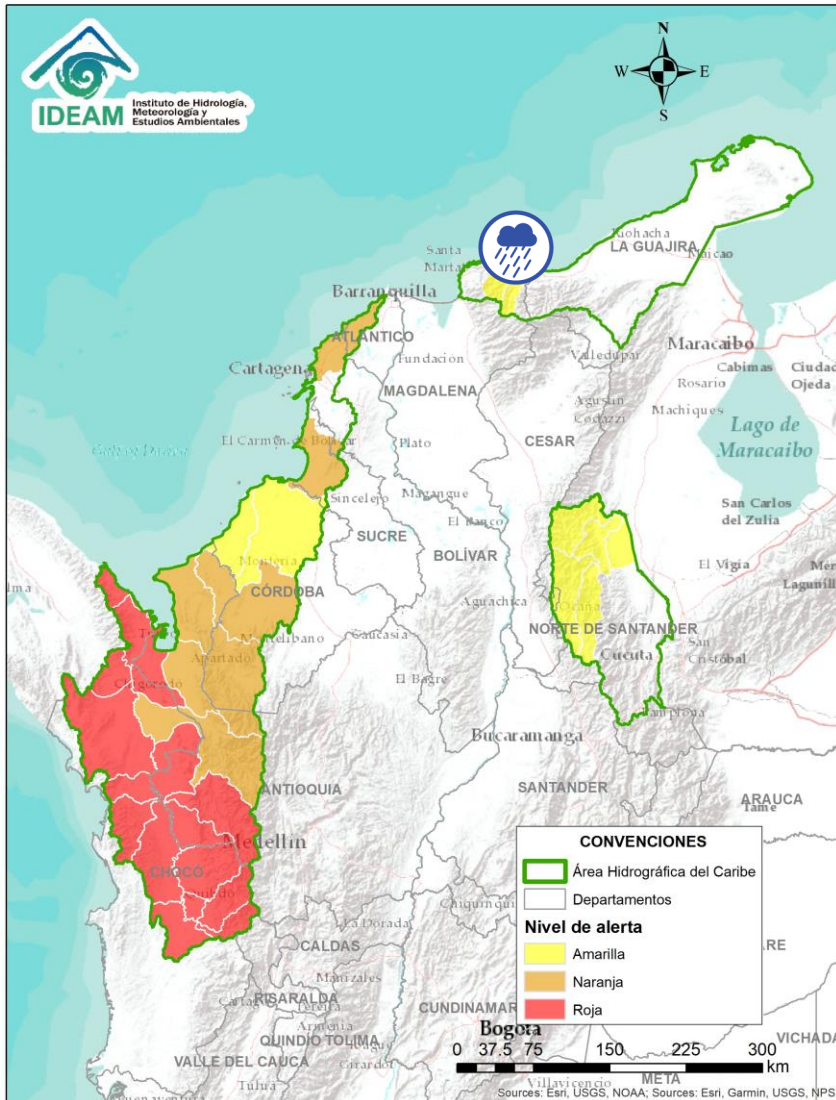 IDEAM
Instituto de Hidrología,
Meteorología y
Estudios Ambientales
N
W
E
S
Riohacha
LA GUAJIRA
Maicao
Santa
Barranquilla
ATLÁNTICO
Fundación
Valledupar
Maracaibo
Cabimas
Ciudad
Ojeda
Cartagena
MAGDALENA
Rosario
Machiques
Agustín
Codazzi
CESAR
Lago de
Maracaibo
El Carmen de Bolívar
Plato
Sincelejo
Magangue
San Carlos
del Zulia
SUCRE
El Banco
BOLÍVAR
El Vigía
Montería
CÓRDOBA
Aguachica
Ocaña
NORTE DE SANTANDER
Montelibano
Caucasia
San
Cristóbal
Apartadó
Cucuta
El Bagre
Pamplona
Bucaramanga
ANTIOQUIA
SANTANDER
ARAUCA
Tame
Medellín
CHOCÓ
Quibdó
La Dorada
CALDAS
Manizales
RISARALDA
Pereira
Armenia
QUINDÍO
TOLIMA
Girardot
CUNDINAMAR
Bogotá
VALLE DEL CAUCA
Tuluá
Villavicencio
META
VICHADA
CONVENCIONES
Área Hidrográfica del Caribe
Departamentos
Nivel de alerta
Amarilla
Naranja
Roja
0 37.5 75 150 225 300
km
Sources: Esri, USGS, NOAA; Sources: Esri, Garmin, USGS, NPS